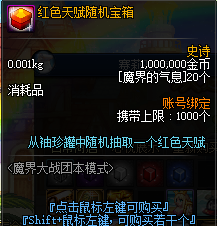 红色天赋随机宝箱
史诗
0.001kg
1,000,000金币
[魔界的气息]20个
消耗品
账号绑定
携带上限：1000个
从袖珍罐中随机抽取一个红色天赋
<魔界大战团本模式>
『点击鼠标左键可购买』
『Shift+鼠标左键可购买若干个』